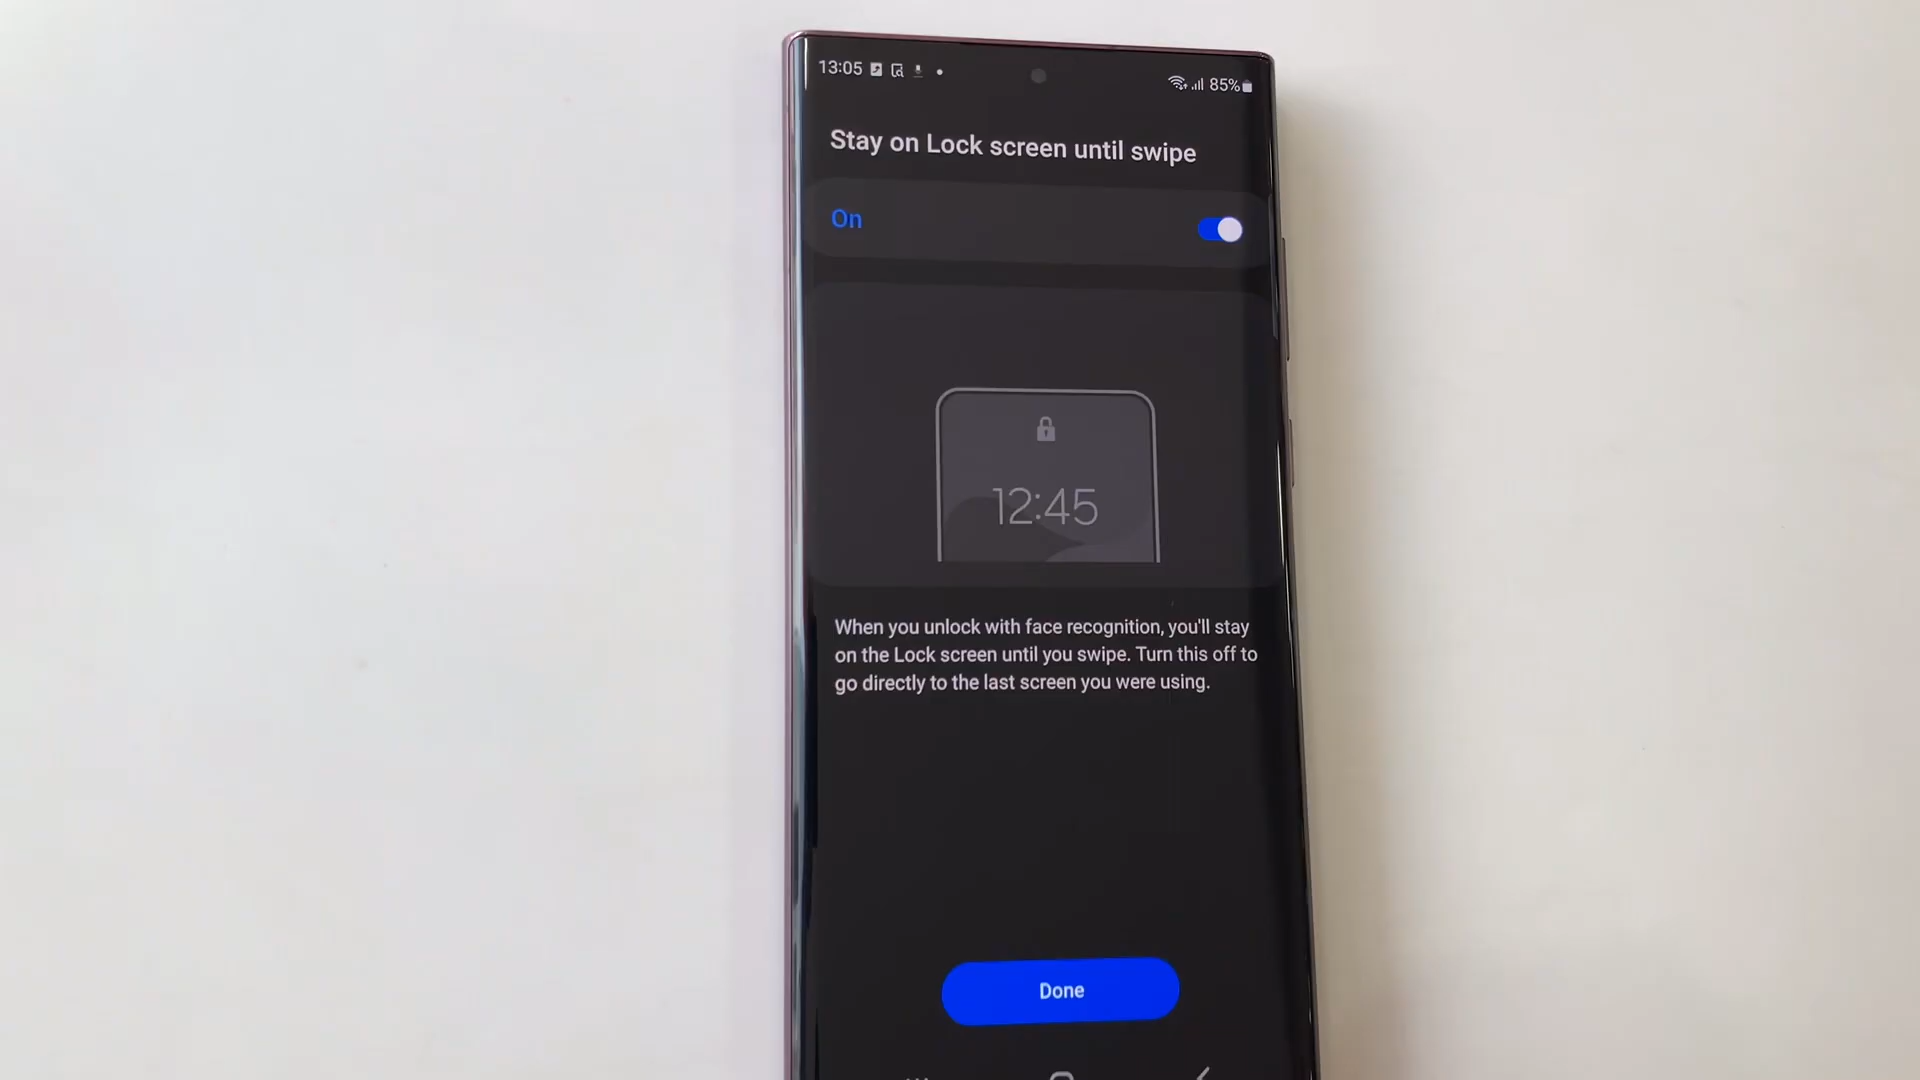 13:05
85%
Stay on Lock screen until swipe
On
12:45
When you unlock with face recognition, you'll stay
on the Lock screen until you swipe. Turn this off to
go directly to the last screen you were using.
Done